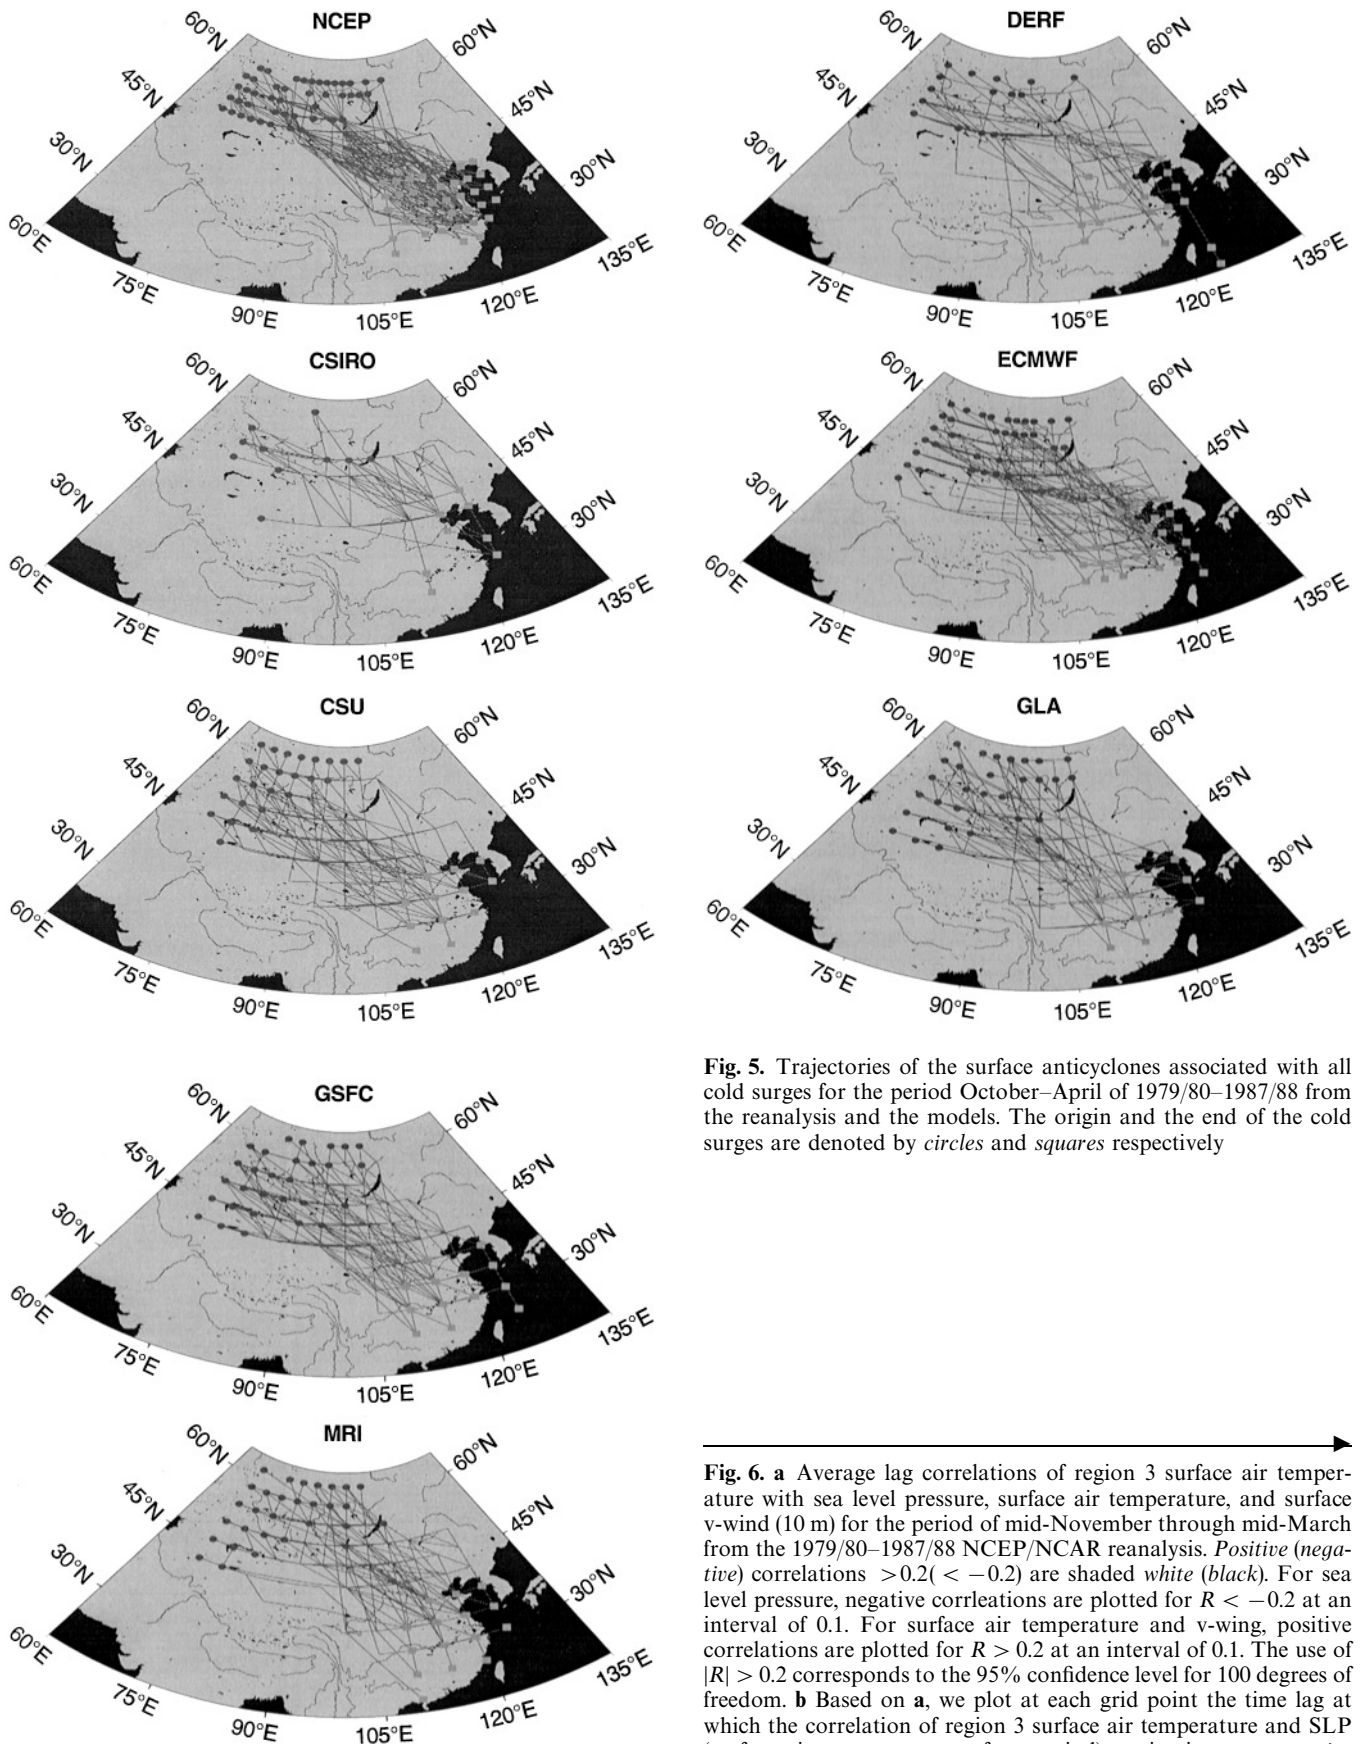 NCEP
60°N
60°N
45°N
45°N
30°N
30°N
60°E
75°E
90°E
105°E
120°E
135°E
DERF
60°N
60°N
45°N
45°N
30°N
30°N
60°E
75°E
90°E
105°E
120°E
135°E
CSIRO
60°N
60°N
45°N
45°N
30°N
30°N
60°E
75°E
90°E
105°E
120°E
135°E
ECMWF
60°N
60°N
45°N
45°N
30°N
30°N
60°E
75°E
90°E
105°E
120°E
135°E
CSU
60°N
60°N
45°N
45°N
30°N
30°N
60°E
75°E
90°E
105°E
120°E
135°E
GLA
60°N
60°N
45°N
45°N
30°N
30°N
60°E
75°E
90°E
105°E
120°E
135°E
GSFC
60°N
60°N
45°N
45°N
30°N
30°N
60°E
75°E
90°E
105°E
120°E
135°E
MRI
60°N
60°N
45°N
45°N
30°N
30°N
60°E
75°E
90°E
105°E
120°E
135°E
Fig. 5. Trajectories of the surface anticyclones associated with all
cold surges for the period October–April of 1979/80–1987/88 from
the reanalysis and the models. The origin and the end of the cold
surges are denoted by circles and squares respectively
Fig. 6. a Average lag correlations of region 3 surface air temper-
ature with sea level pressure, surface air temperature, and surface
v-wind (10 m) for the period of mid-November through mid-March
from the 1979/80–1987/88 NCEP/NCAR reanalysis. Positive (nega-
tive) correlations >0.2( < −0.2) are shaded white (black). For sea
level pressure, negative corrleations are plotted for R < −0.2 at an
interval of 0.1. For surface air temperature and v-wing, positive
correlations are plotted for R > 0.2 at an interval of 0.1. The use of
|R| > 0.2 corresponds to the 95% confidence level for 100 degrees of
freedom. b Based on a, we plot at each grid point the time lag at
which the correlation of region 3 surface air temperature and SLP